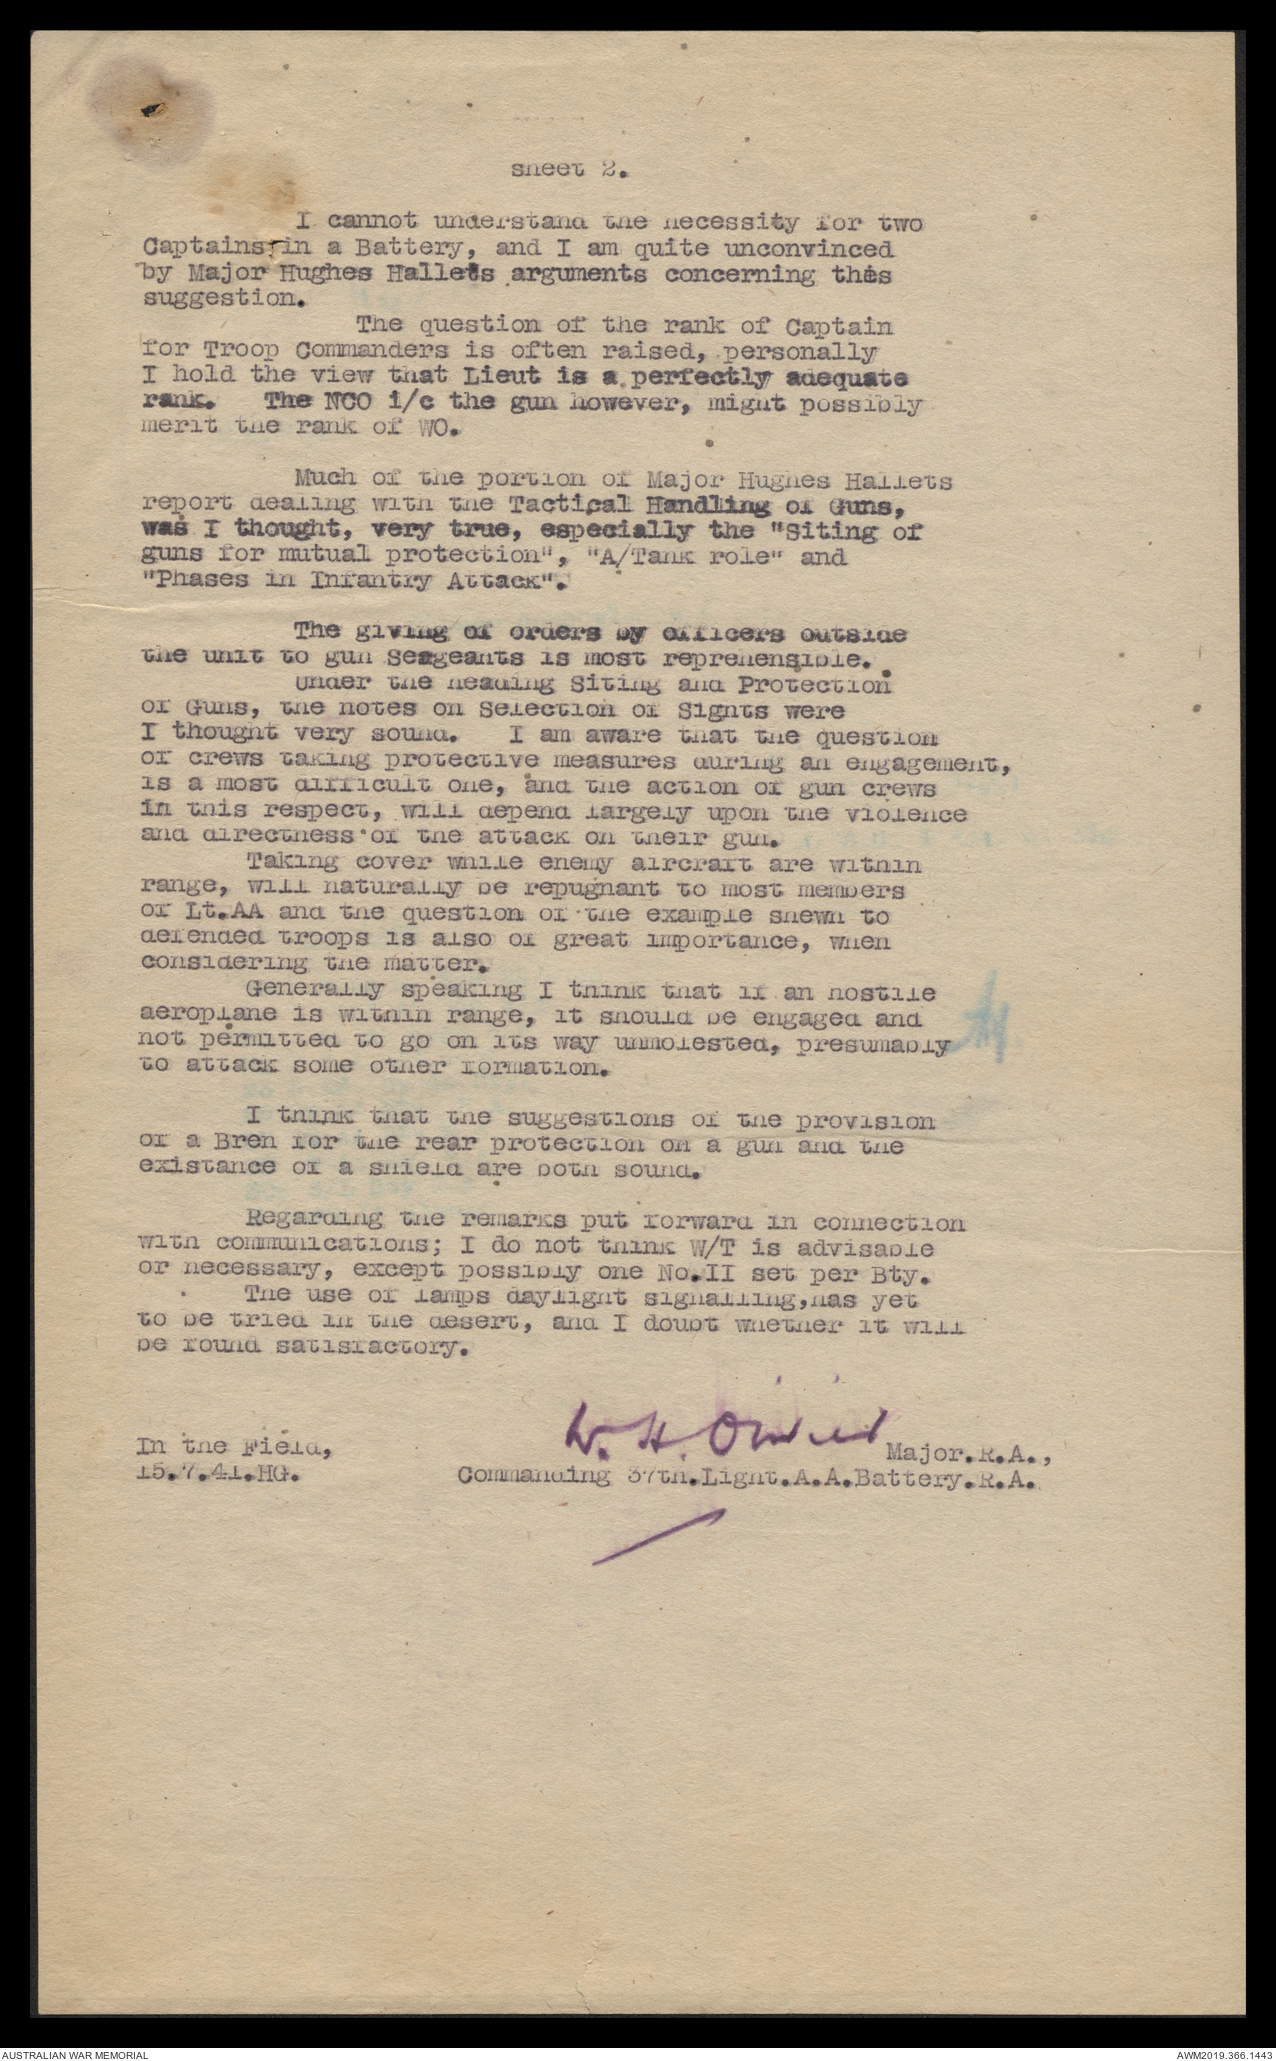 sheet 2.
I cannot understand the necessity for two
Captains in a Battery, and I am quite unconvinced
by Major Hughes Hallets arguments concerning this
suggestion.
The question of the rank of Captain
for Troop Commanders is often raised, personally
I hold the view that Lieut is a perfectly adequate
rank. The NCO i/c the gun however, might possibly
merit the rank of WO.
Much of the portion of Major Hughes Hallets
report dealing with the Tactical Handling of Guns,
was I thought, very true, especially the "Siting of
guns for mutual protection", "A/Tank role" and
"Phases in Infantry Attack".
The giving of orders by officers outside
the unit to gun Seageants is most reprehensible.
Under the heading Siting and Protection
of Guns, the notes on Selection of Signts were
I thought very sound. I am aware that the question
of crews taking protective measures during an engagement,
is a most difficult one, and the action of gun crews
in this respect, will depend largely upon the violence
and directness of the attack on their gun.
Taking cover while enemy aircraft are within
range, will naturally be repugnant to most members
of Lt.AA and the question of the example shewn to
defended troops is also of great importance, when
considering the matter.
Generally speaking I think that if an hostile
aeroplane is within range, it should be engaged and
not permitted to go on its way unmolested, presumably
to attack some other formation.
I think that the suggestions of the provision
of a Bren for the rear protection on a gun and the
existance of a shield are both sound.
Regarding the remarks put forward in connection
with communications; I do not think W/T is advisable
or necessary, except possibly one No.II set per Bty.
The use of lamps daylight signalling,has yet
to be tried in the desert, and I doubt whether it will
be found satisfactory.
W. H.
In the Field,
Major.R.A.,
15.7.41.HG.
Commanding 37th.Light.A.A.Battery.R.A.
AUSTRALIAN WAR MEMORIAL
AWM2019.366.1443